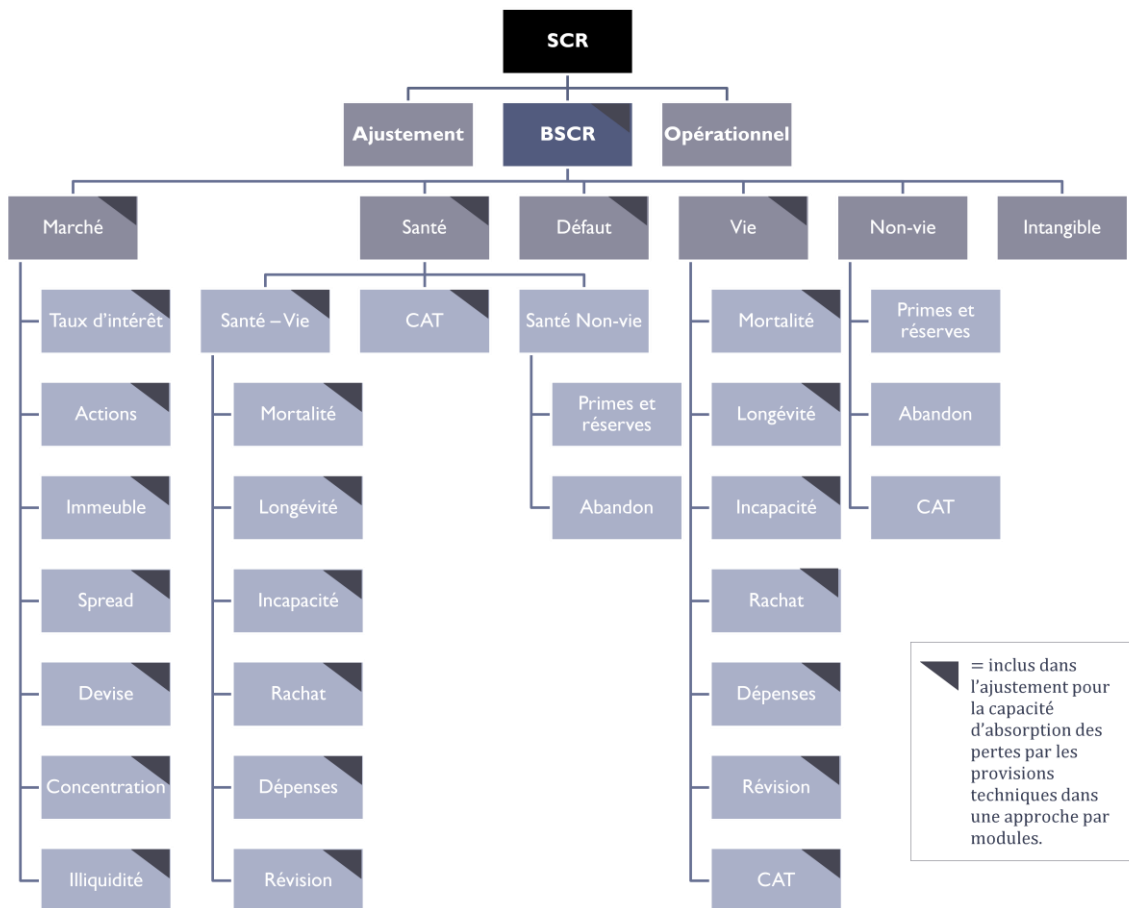 SCR
Ajustement
BSCR
Opérationnel
Marché
Santé
Défaut
Vie
Non-vie
Intangible
Taux d'intérêt
Actions
Immeuble
Spread
Devise
Concentration
Illiquidité
Santé – Vie
Mortalité
Longévité
Incapacité
Rachat
Dépenses
Révision
CAT
Santé Non-vie
Primes et
réserves
Abandon
Mortalité
Longévité
Incapacité
Rachat
Dépenses
Révision
CAT
Primes et
réserves
Abandon
CAT
= inclus dans
l'ajustement pour
la capacité
d'absorption des
pertes par les
provisions
techniques dans
une approche par
modules.